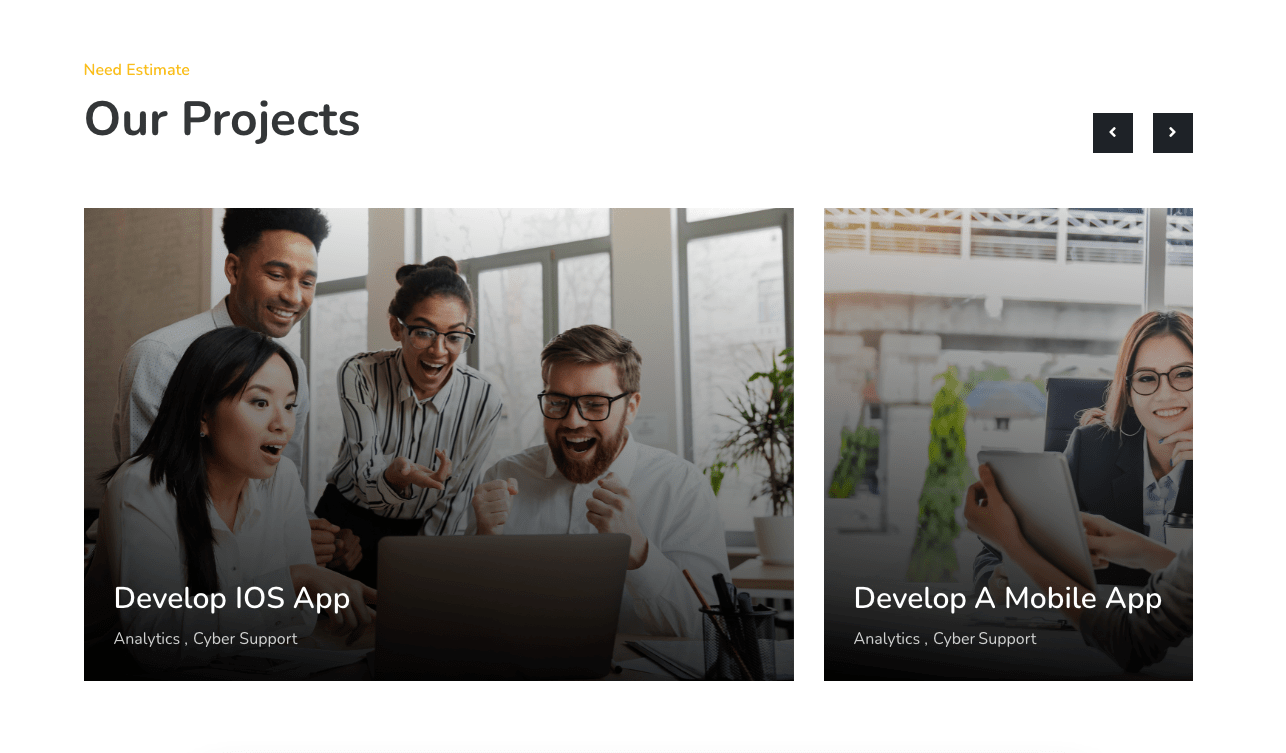 Need Estimate
Our Projects
Develop IOS App
Analytics , Cyber Support
Develop A Mobile App
Analytics , Cyber Support